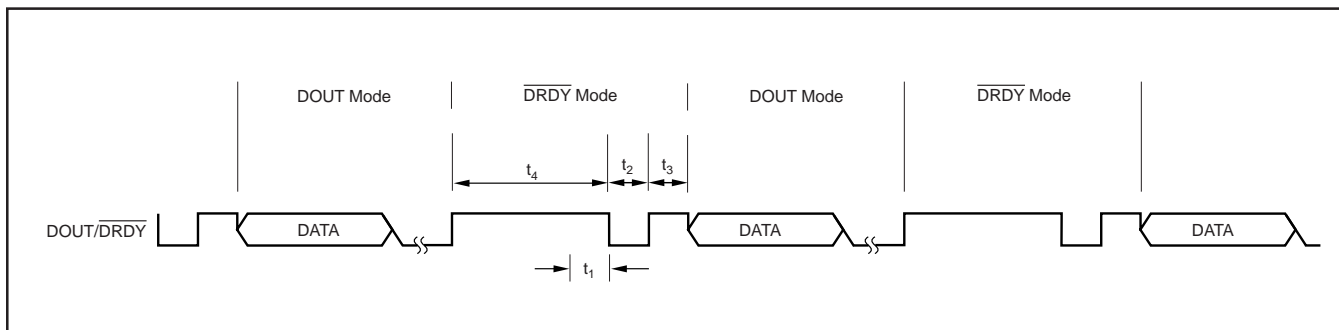 DOUT Mode DRDY Mode DOUT Mode DRDY Mode
t4 t2 t3
DOUT/DRDY DATA DATA DATA
t1